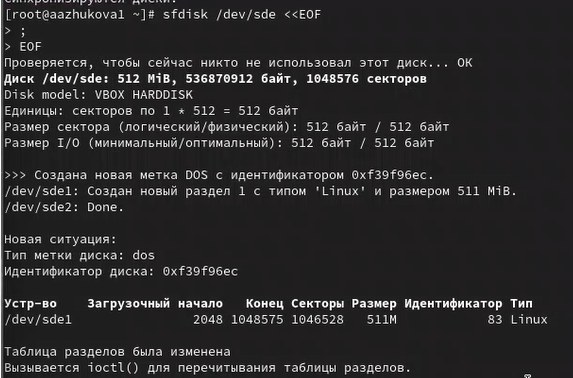 синхронизируются диски.
[root@aazhukova1 ~]# sfdisk /dev/sde <<EOF
> ;
> EOF
Проверяется, чтобы сейчас никто не использовал этот диск... ОК
Диск /dev/sde: 512 MiB, 536870912 байт, 1048576 секторов
Disk model: VBOX HARDDISK
Единицы: секторов по 1 * 512 = 512 байт
Размер сектора (логический/физический): 512 байт / 512 байт
Размер I/O (минимальный/оптимальный): 512 байт / 512 байт
>>> Создана новая метка DOS с идентификатором 0xf39f96ec.
/dev/sde1: Создан новый раздел 1 с типом 'Linux' и размером 511 MiB.
/dev/sde2: Done.
Новая ситуация:
Тип метки диска: dos
Идентификатор диска: 0xf39f96ec
Устр-во Загрузочный начало Конец Секторы Размер Идентификатор Тип
/dev/sde1 2048 1048575 1046528 511M 83 Linux
Таблица разделов была изменена
Вызывается ioctl() для перечитывания таблицы разделов.